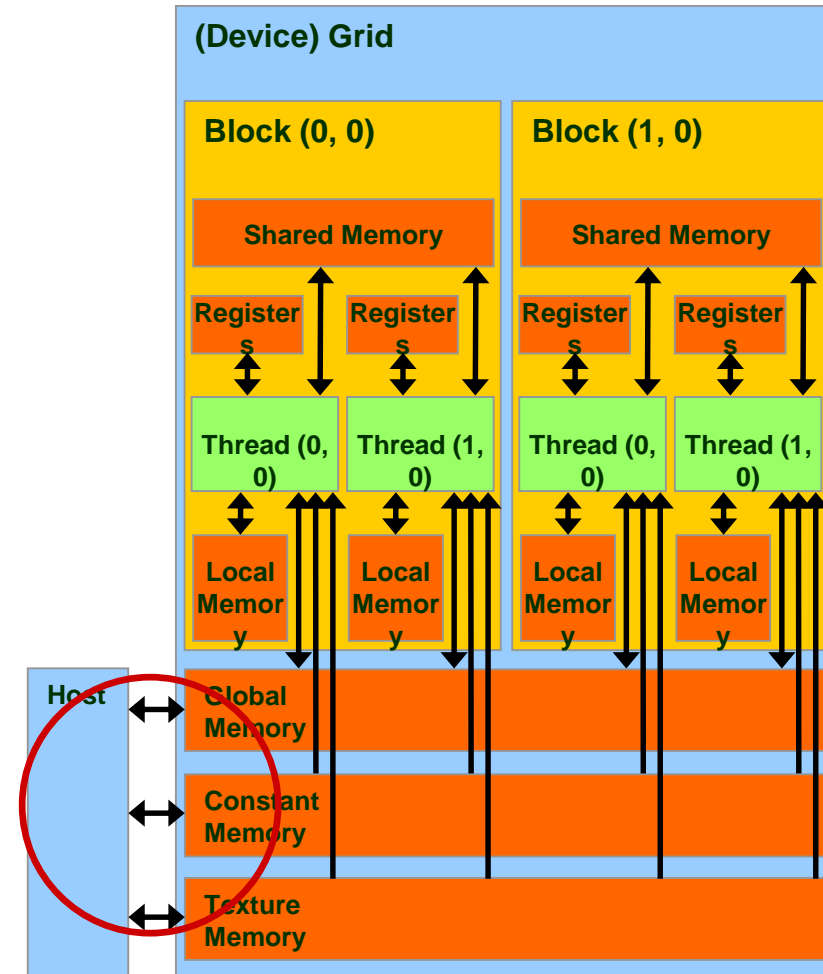 (Device) Grid
Block (0, 0)
Block (1, 0)
Shared Memory
Shared Memory
Register
s
Register
s
Register
s
Register
s
Thread (0,
0)
Thread (1,
0)
Thread (0,
0)
Thread (1,
0)
Local
Memor
y
Local
Memor
y
Local
Memor
y
Local
Memor
y
Host
Global
Memory
Constant
Memory
Texture
Memory